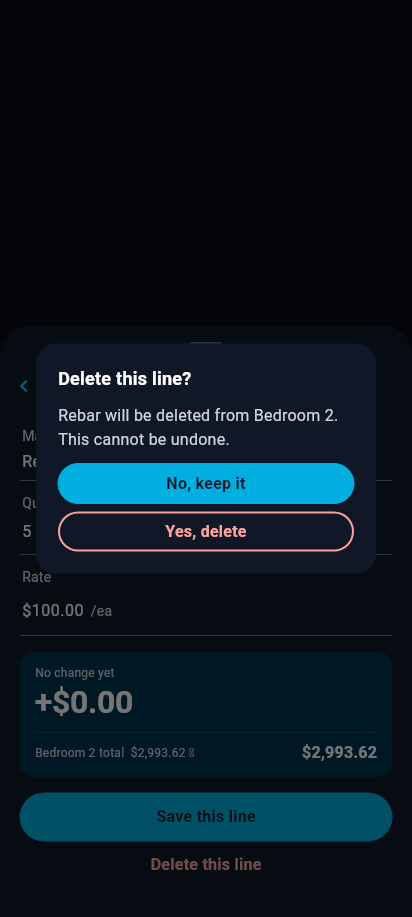 Delete this line?
Rebar will be deleted from Bedroom 2.
This cannot be undone.
No, keep it
Yes, delete
5
Rate
$100.00 /ea
No change yet
+$0.00
Bedroom 2 total $2,993.62 $2,993.62
Save this line
Delete this line